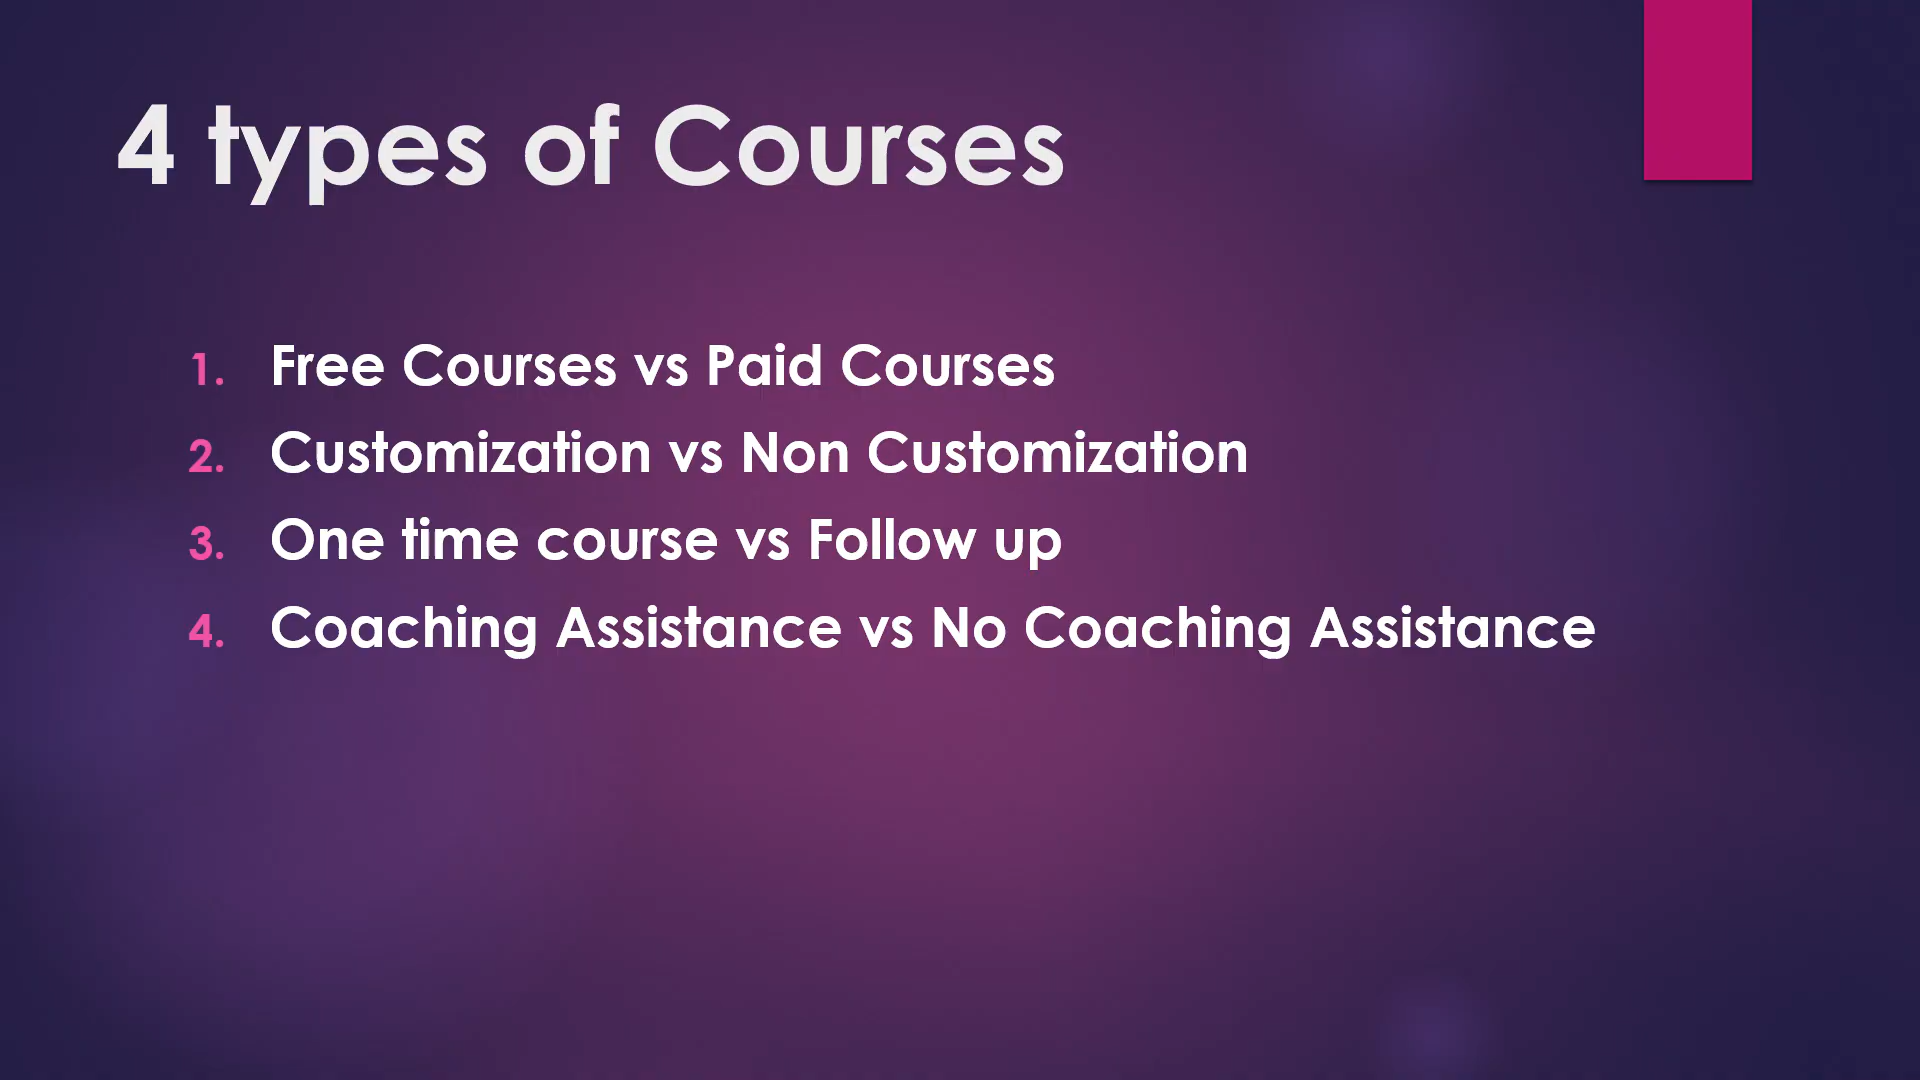 4 types of Courses
1. Free Courses vs Paid Courses
2. Customization vs Non Customization
3. One time course vs Follow up
4. Coaching Assistance vs No Coaching Assistance